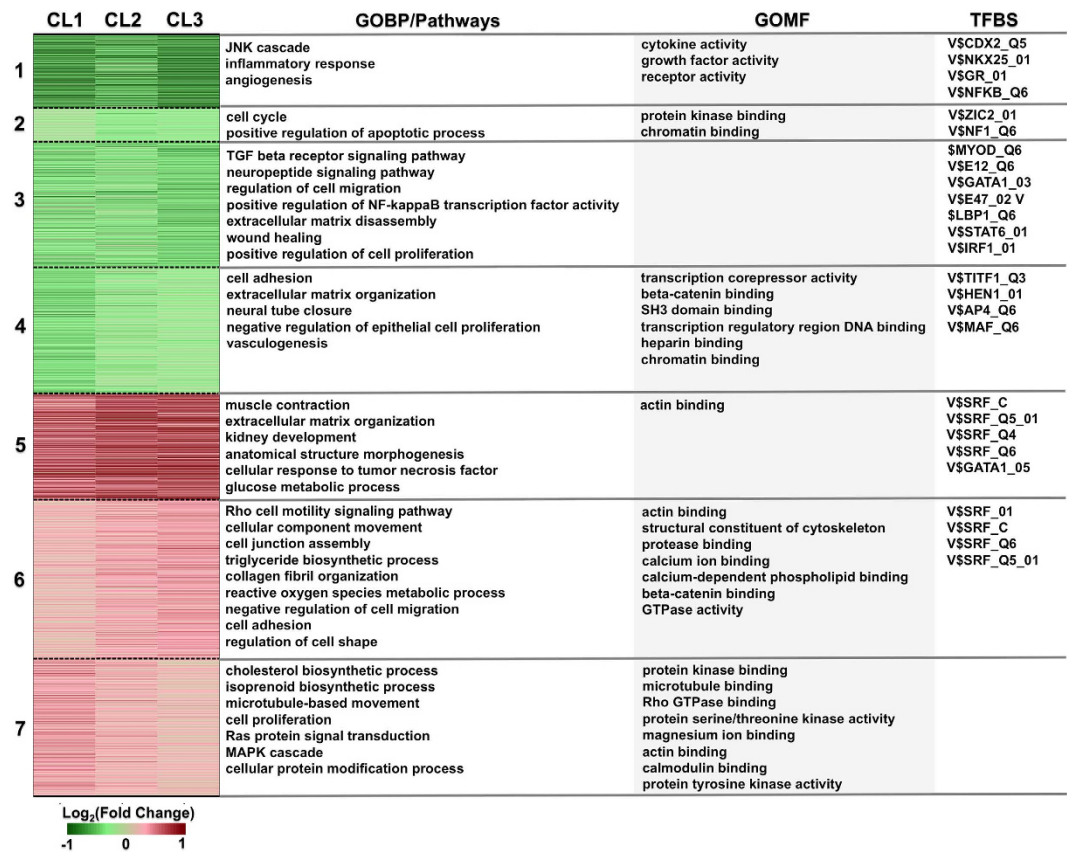 CL1 CL2 CL3 GOBP/Pathways GOMF TFBS
1
JNK cascade
inflammatory response
angiogenesis
cytokine activity
growth factor activity
receptor activity
V$CDX2_Q5
V$NKX25_01
V$GR_01
V$NFKB_Q6
2
cell cycle
positive regulation of apoptotic process
protein kinase binding
chromatin binding
V$ZIC2_01
V$NF1_Q6
3
TGF beta receptor signaling pathway
neuropeptide signaling pathway
regulation of cell migration
positive regulation of NF-kappaB transcription factor activity
extracellular matrix disassembly
wound healing
positive regulation of cell proliferation
$MYOD_Q6
V$E12_Q6
V$GATA1_03
V$E47_02 V
$LBP1_Q6
V$STAT6_01
V$IRF1_01
4
cell adhesion
extracellular matrix organization
neural tube closure
negative regulation of epithelial cell proliferation
vasculogenesis
transcription corepressor activity
beta-catenin binding
SH3 domain binding
transcription regulatory region DNA binding
heparin binding
chromatin binding
V$TITF1_Q3
V$HEN1_01
V$AP4_Q6
V$MAF_Q6
5
muscle contraction
extracellular matrix organization
kidney development
anatomical structure morphogenesis
cellular response to tumor necrosis factor
glucose metabolic process
actin binding
V$SRF_C
V$SRF_Q5_01
V$SRF_Q4
V$SRF_Q6
V$GATA1_05
6
Rho cell motility signaling pathway
cellular component movement
cell junction assembly
triglyceride biosynthetic process
collagen fibril organization
reactive oxygen species metabolic process
negative regulation of cell migration
cell adhesion
regulation of cell shape
actin binding
structural constituent of cytoskeleton
protease binding
calcium ion binding
calcium-dependent phospholipid binding
beta-catenin binding
GTPase activity
V$SRF_01
V$SRF_C
V$SRF_Q6
V$SRF_Q5_01
7
cholesterol biosynthetic process
isoprenoid biosynthetic process
microtubule-based movement
cell proliferation
Ras protein signal transduction
MAPK cascade
cellular protein modification process
protein kinase binding
microtubule binding
Rho GTPase binding
protein serine/threonine kinase activity
magnesium ion binding
actin binding
calmodulin binding
protein tyrosine kinase activity
Log2(Fold Change)
-1 0 1